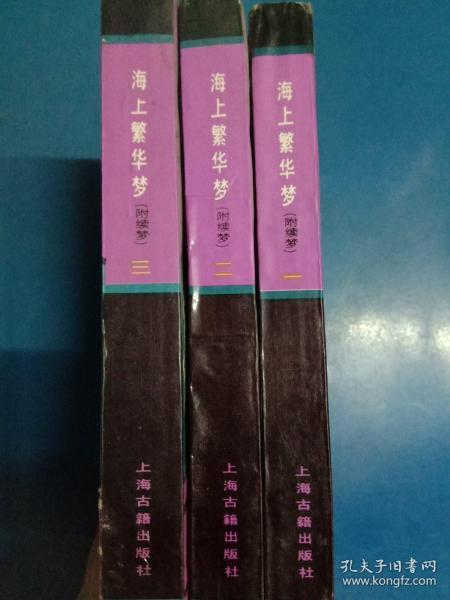 海上繁华梦
(附续梦)
三
上海古籍出版社
海上繁华梦
(附续梦)
二
上海古籍出版社
海上繁华梦
(附续梦)
一
上海古籍出版社
孔夫子旧书网
www.kongfz.com